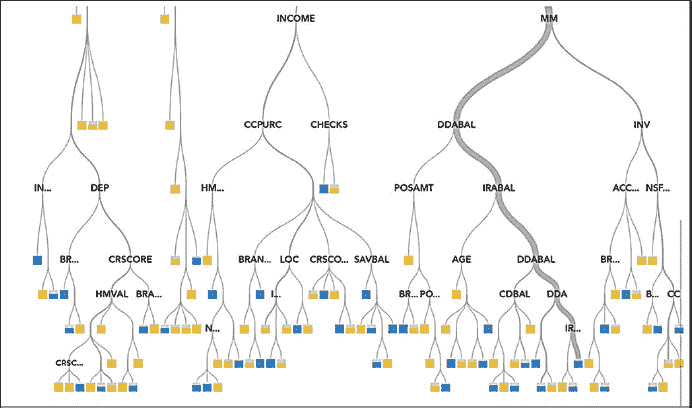 INCOME MM
CCPURC CHECKS DDABAL INV
IN... DEP HM... POSAMT IRABAL ACC... NSF...
BR... CRSCORE BRAN... LOC CRSCO... SAVBAL AGE DDABAL BR...
HMVAL BRA... I... BR... PO... CDBAL DDA B... CC
N... IR...
CRSC...